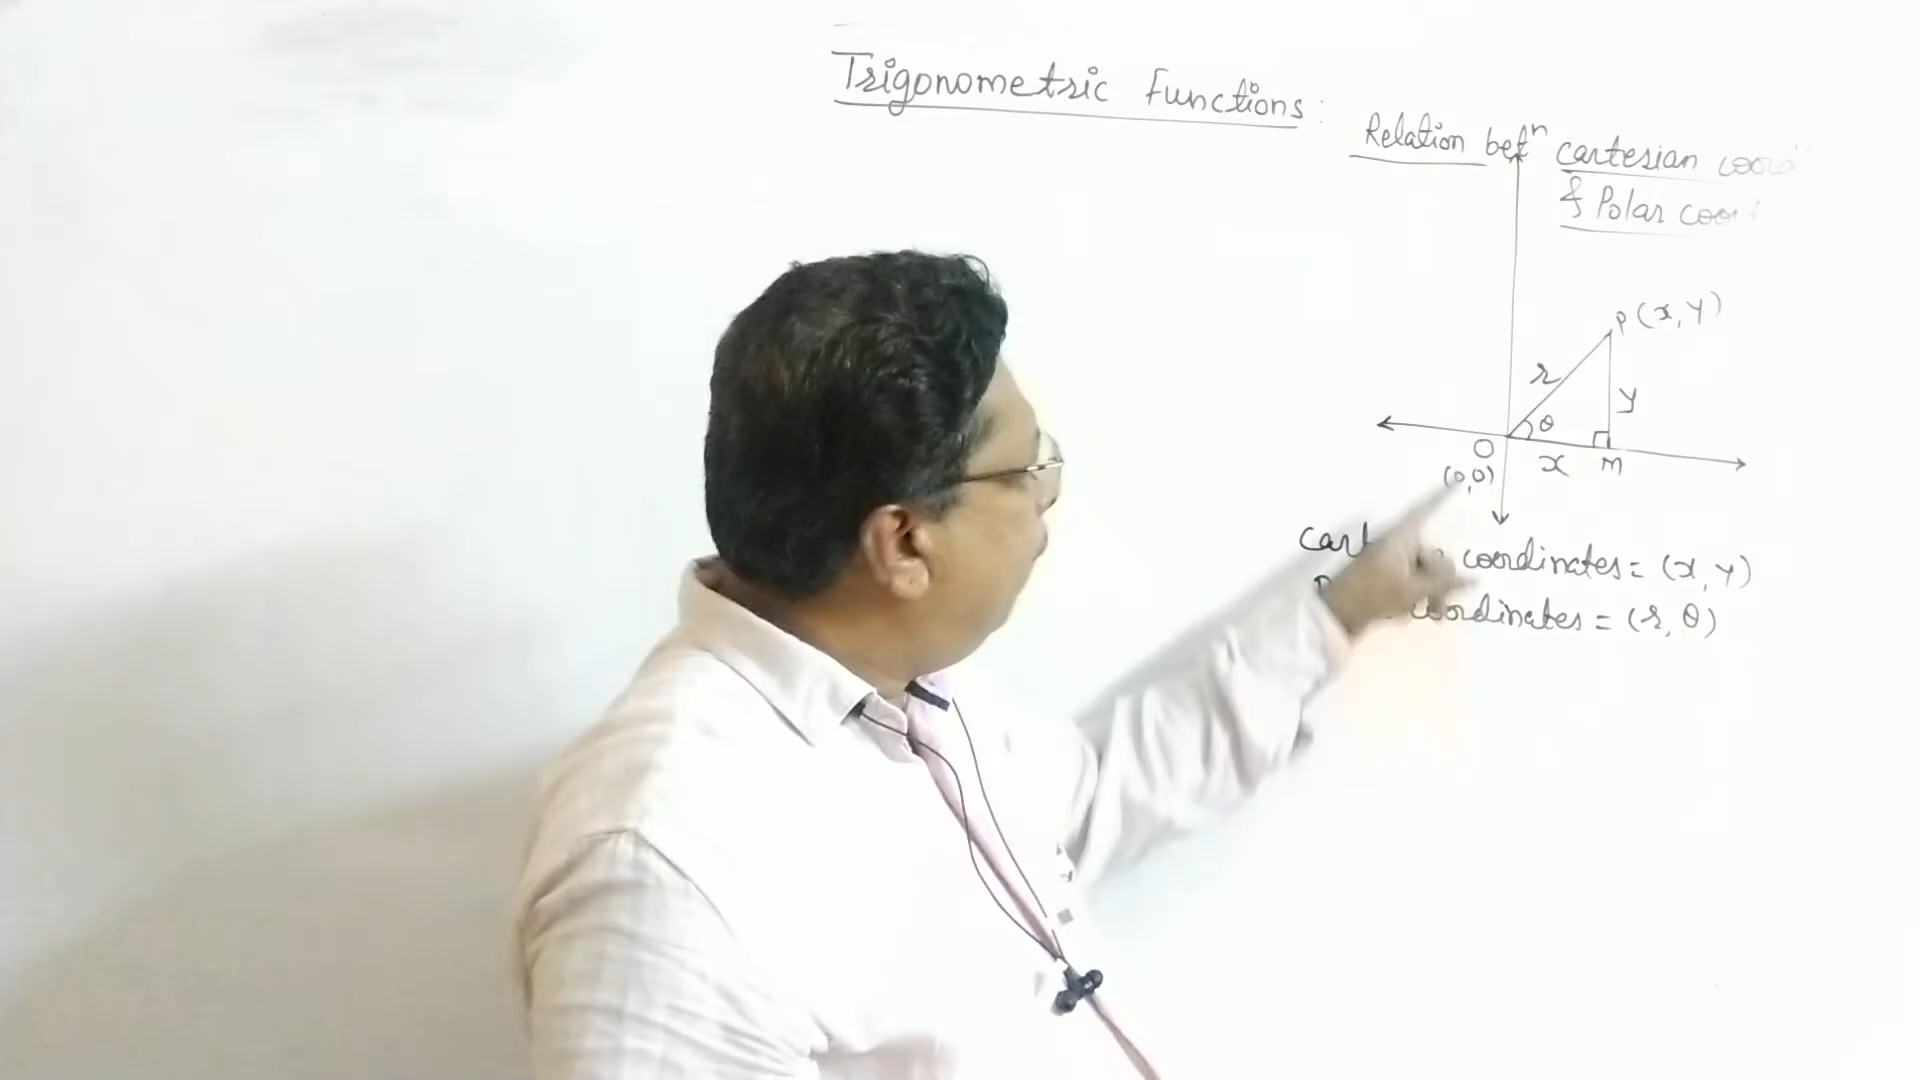 Trigonometric Functions:
Relation betⁿ cartesian
& Polar
P(x, y)
r
y
θ
O
x
M
(0,0)
coordinates = (x, y)
coordinates = (r, θ)